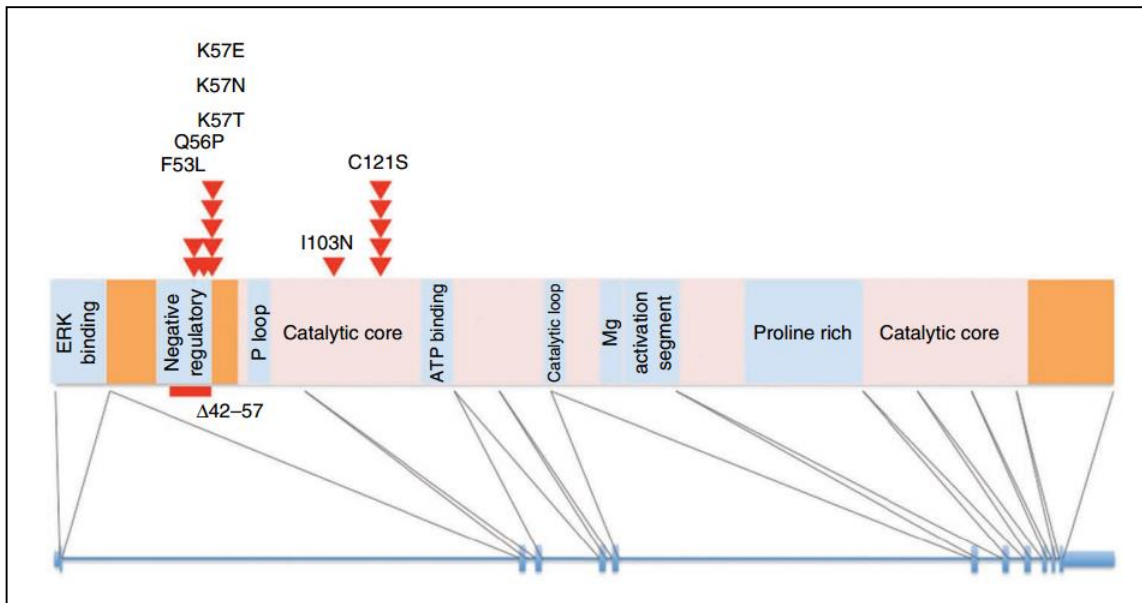 K57E
K57N
K57T
Q56P
F53L
C121S
I103N
ERK
binding
Negative
regulatory
P loop
Catalytic core
ATP binding
Catalytic loop
Mg
activation
segment
Proline rich
Catalytic core
Δ42–57